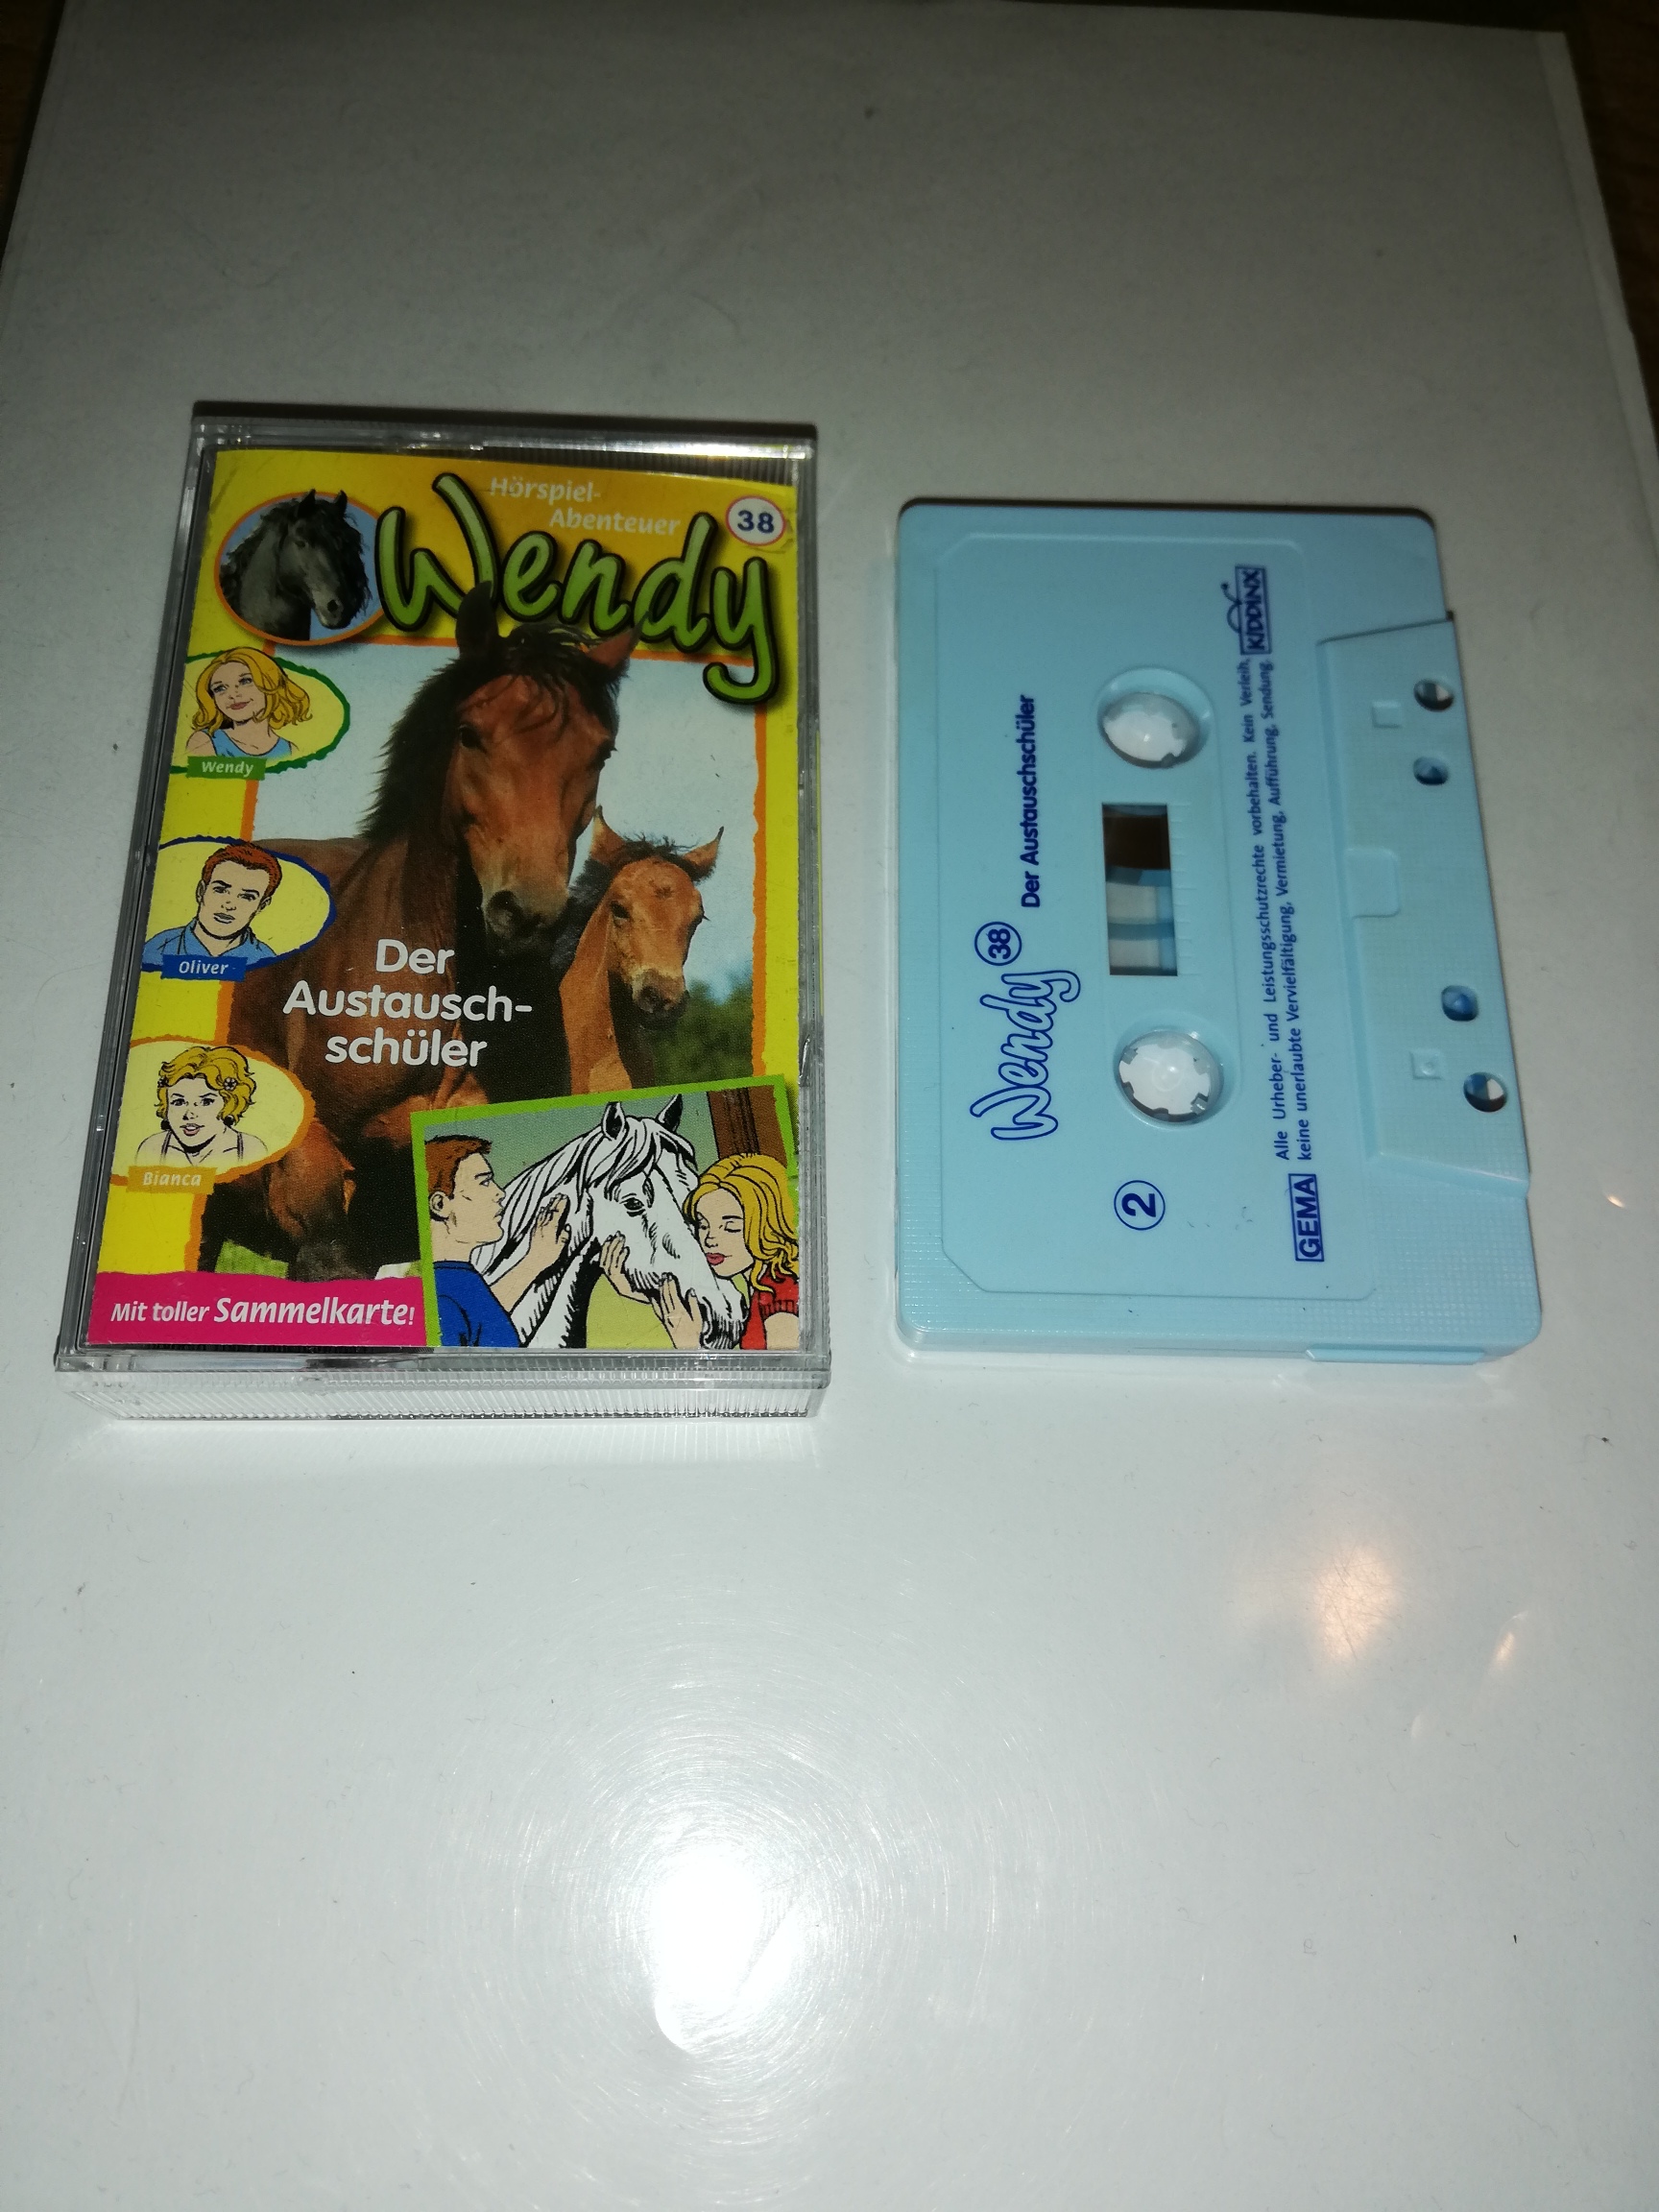 Hörspiel-
Abenteuer
Wendy
38
Wendy
Oliver
Bianca
Der
Austausch-
schüler
Mit toller Sammelkarte!
Wendy 38 Der Austauschschüler
2
GEMA
Alle Urheber- und Leistungsschutzrechte vorbehalten. Kein Verleih,
keine unerlaubte Vervielfältigung, Vermietung, Aufführung, Sendung.
KIDDINX